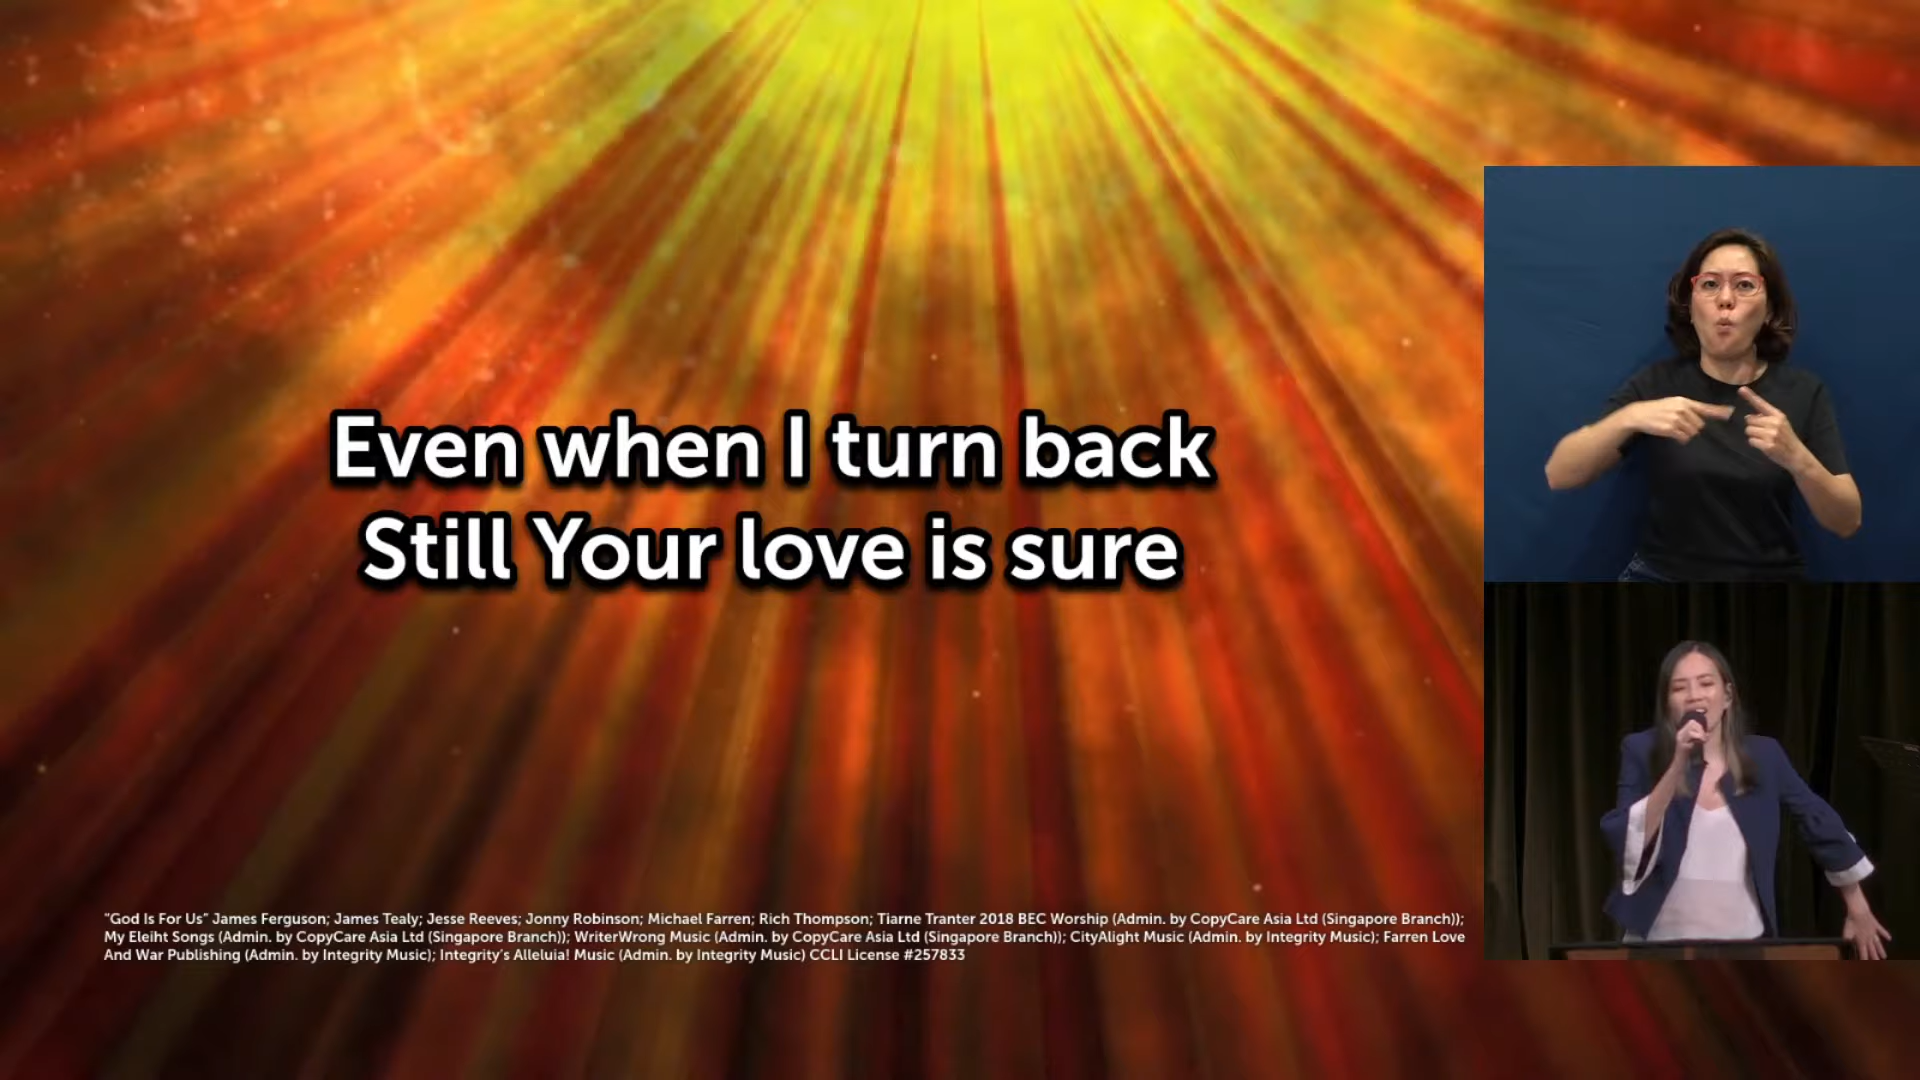 Even when I turn back
Still Your love is sure
"God Is For Us" James Ferguson; James Tealy; Jesse Reeves; Jonny Robinson; Michael Farren; Rich Thompson; Tiarne Tranter 2018 BEC Worship (Admin. by CopyCare Asia Ltd (Singapore Branch));
My Eleiht Songs (Admin. by CopyCare Asia Ltd (Singapore Branch)); WriterWrong Music (Admin. by CopyCare Asia Ltd (Singapore Branch)); CityAlight Music (Admin. by Integrity Music); Farren Love
And War Publishing (Admin. by Integrity Music); Integrity's Alleluia! Music (Admin. by Integrity Music) CCLI License #257833